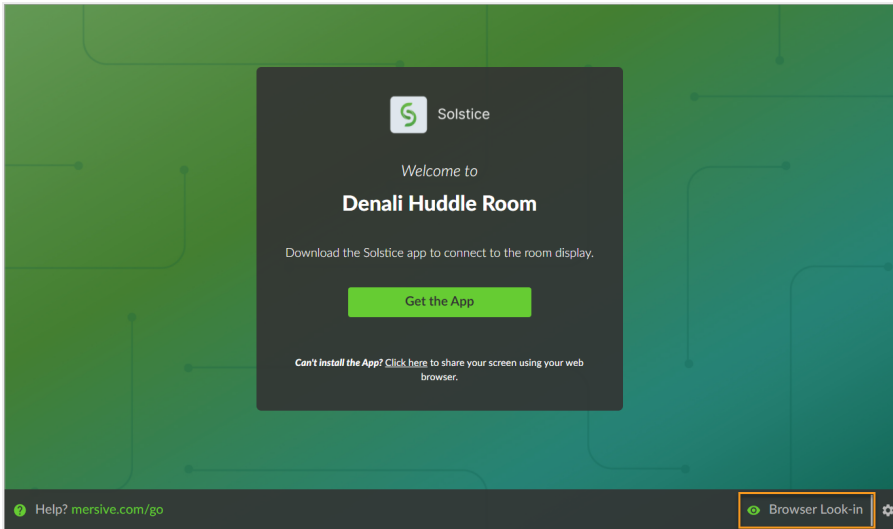 Solstice
Welcome to
Denali Huddle Room
Download the Solstice app to connect to the room display.
Get the App
Can't install the App? Click here to share your screen using your web
browser.
? Help? mersive.com/go
Browser Look-in